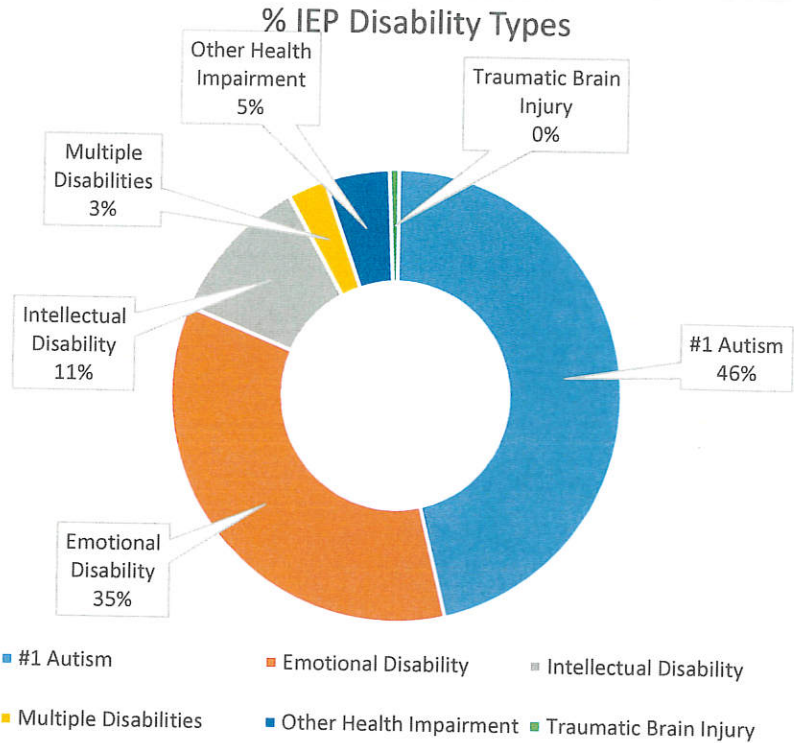 % IEP Disability Types
Other Health
Impairment
5%
Traumatic Brain
Injury
0%
Multiple
Disabilities
3%
Intellectual
Disability
11%
#1 Autism
46%
Emotional
Disability
35%
#1 Autism
Emotional Disability
Intellectual Disability
Multiple Disabilities
Other Health Impairment
Traumatic Brain Injury